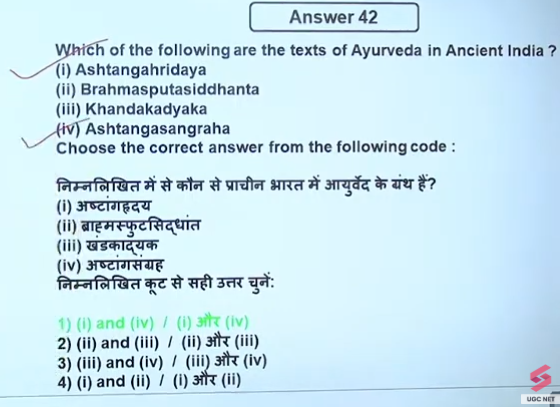 Answer 42
Which of the following are the texts of Ayurveda in Ancient India ?
(i) Ashtangahridaya
(ii) Brahmasputasiddhanta
(iii) Khandakadyaka
(iv) Ashtangasangraha
Choose the correct answer from the following code :
निम्नलिखित में से कौन से प्राचीन भारत में आयुर्वेद के ग्रंथ हैं?
(i) अष्टांगहृदय
(ii) ब्राह्मस्फुटसिद्धांत
(iii) खंडकाद्यक
(iv) अष्टांगसंग्रह
निम्नलिखित कूट से सही उत्तर चुनें:
1) (i) and (iv) / (i) और (iv)
2) (ii) and (iii) / (ii) और (iii)
3) (iii) and (iv) / (iii) और (iv)
4) (i) and (ii) / (i) और (ii)
UGC NET